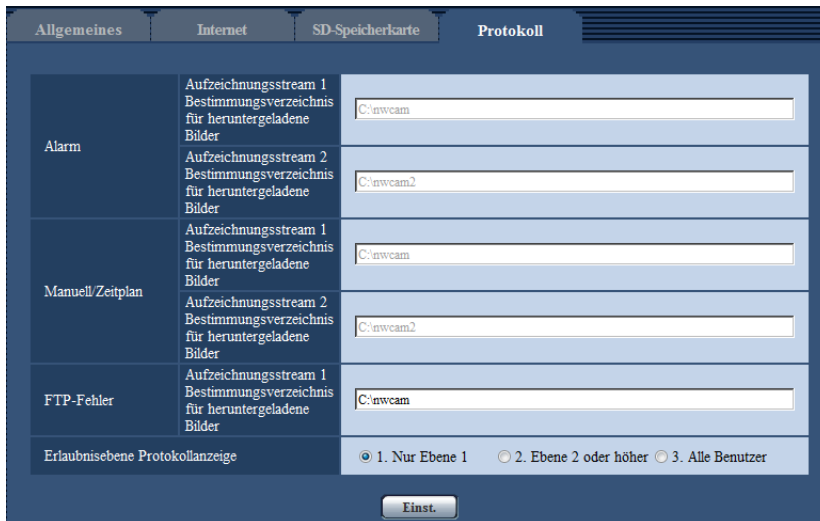 Allgemeines
Internet
SD-Speicherkarte
Protokoll
Alarm
Aufzeichnungsstream 1
Bestimmungsverzeichnis
für heruntergeladene
Bilder
C:\nwcam
Aufzeichnungsstream 2
Bestimmungsverzeichnis
für heruntergeladene
Bilder
C:\nwcam2
Manuell/Zeitplan
Aufzeichnungsstream 1
Bestimmungsverzeichnis
für heruntergeladene
Bilder
C:\nwcam
Aufzeichnungsstream 2
Bestimmungsverzeichnis
für heruntergeladene
Bilder
C:\nwcam2
FTP-Fehler
Aufzeichnungsstream 1
Bestimmungsverzeichnis
für heruntergeladene
Bilder
C:\nwcam
Erlaubnisebene Protokollanzeige
1. Nur Ebene 1
2. Ebene 2 oder höher
3. Alle Benutzer
Einst.